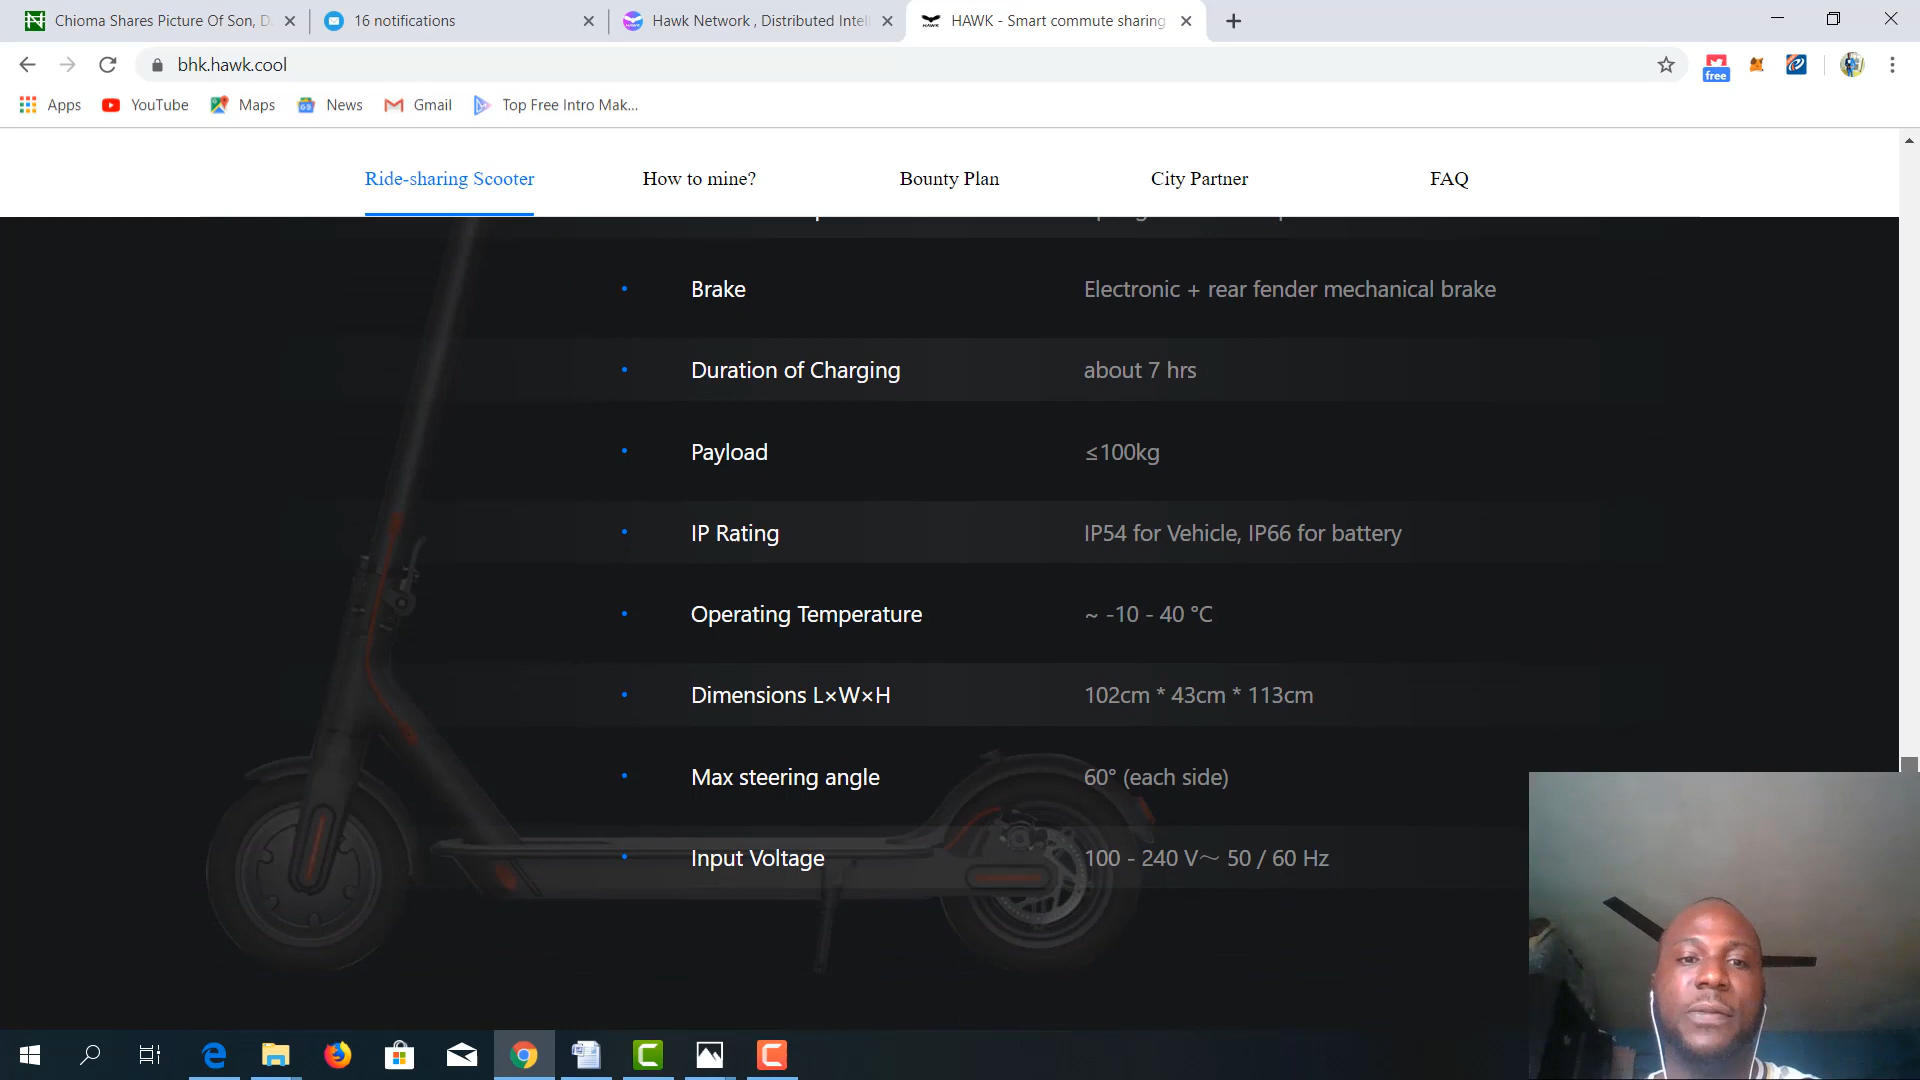 Chioma Shares Picture Of Son, D
16 notifications
Hawk Network , Distributed Intell
HAWK - Smart commute sharing
bhk.hawk.cool
free
Apps
YouTube
Maps
News
Gmail
Top Free Intro Mak...
Ride-sharing Scooter
How to mine?
Bounty Plan
City Partner
FAQ
Brake
Electronic + rear fender mechanical brake
Duration of Charging
about 7 hrs
Payload
≤100kg
IP Rating
IP54 for Vehicle, IP66 for battery
Operating Temperature
~ -10 - 40 ℃
Dimensions L×W×H
102cm * 43cm * 113cm
Max steering angle
60° (each side)
Input Voltage
100 - 240 V～ 50 / 60 Hz